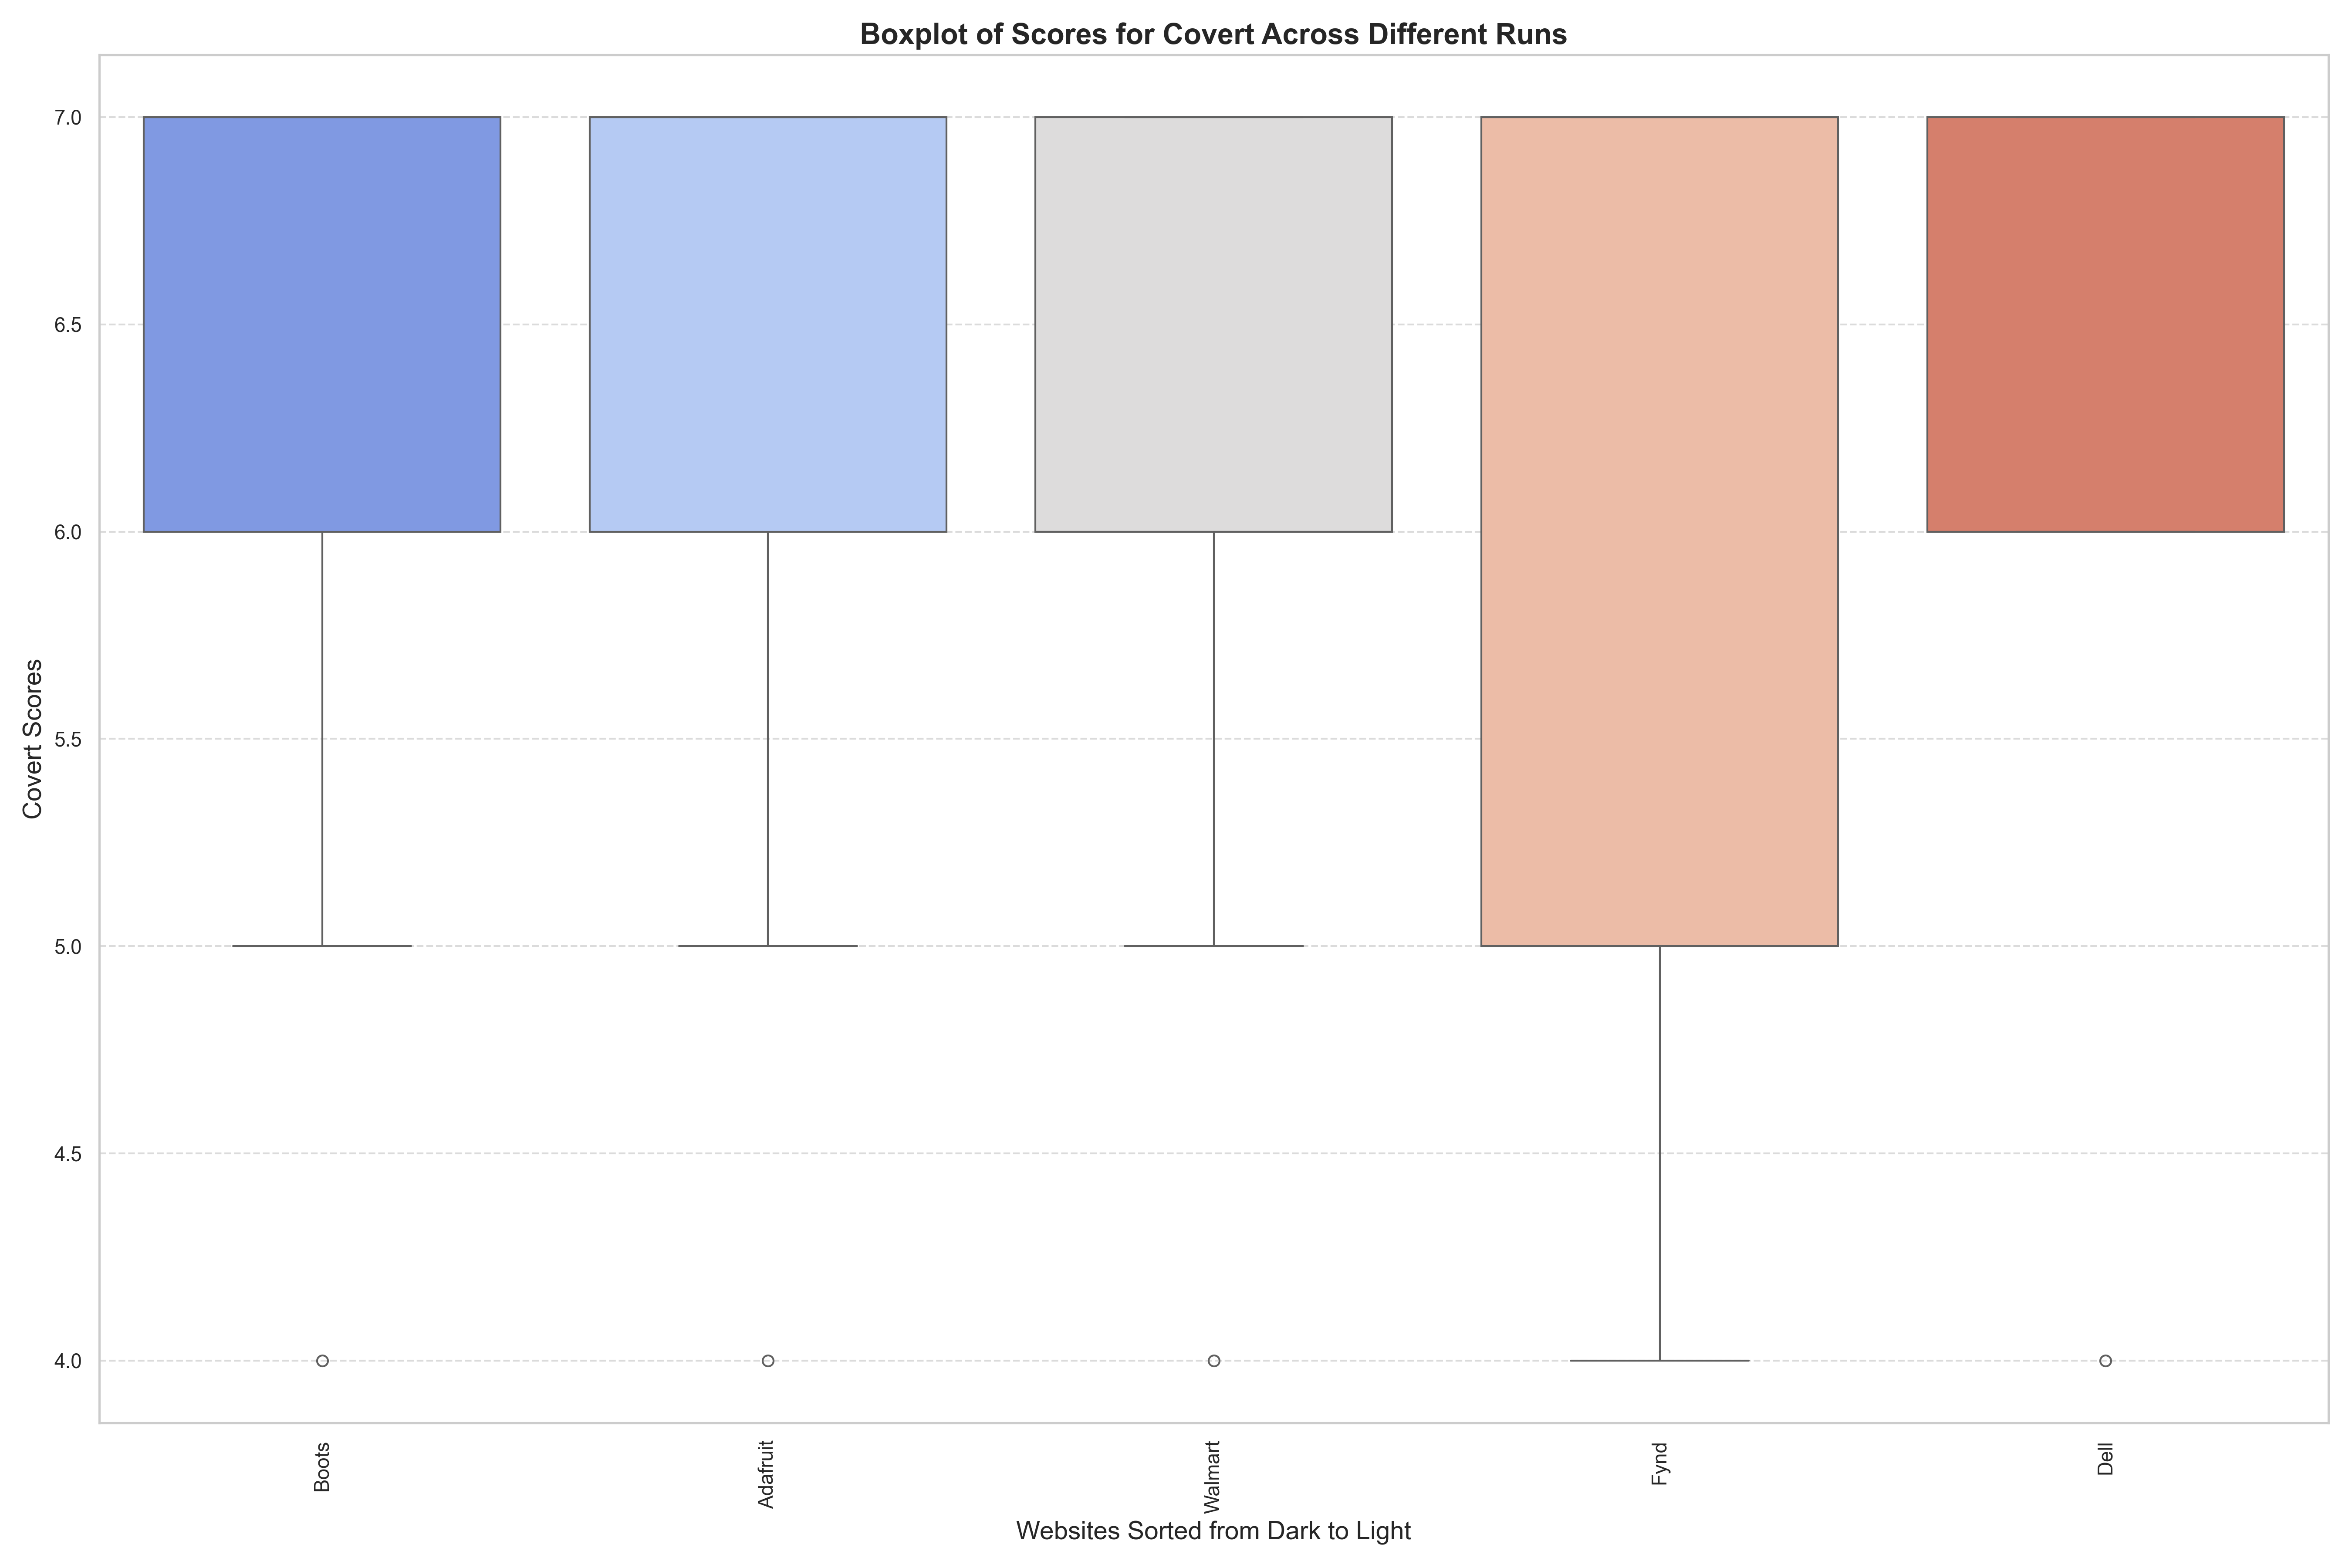 Boxplot of Scores for Covert Across Different Runs
Covert Scores
7.0
6.5
6.0
5.5
5.0
4.5
4.0
Boots
Adafruit
Walmart
Fynd
Dell
Websites Sorted from Dark to Light